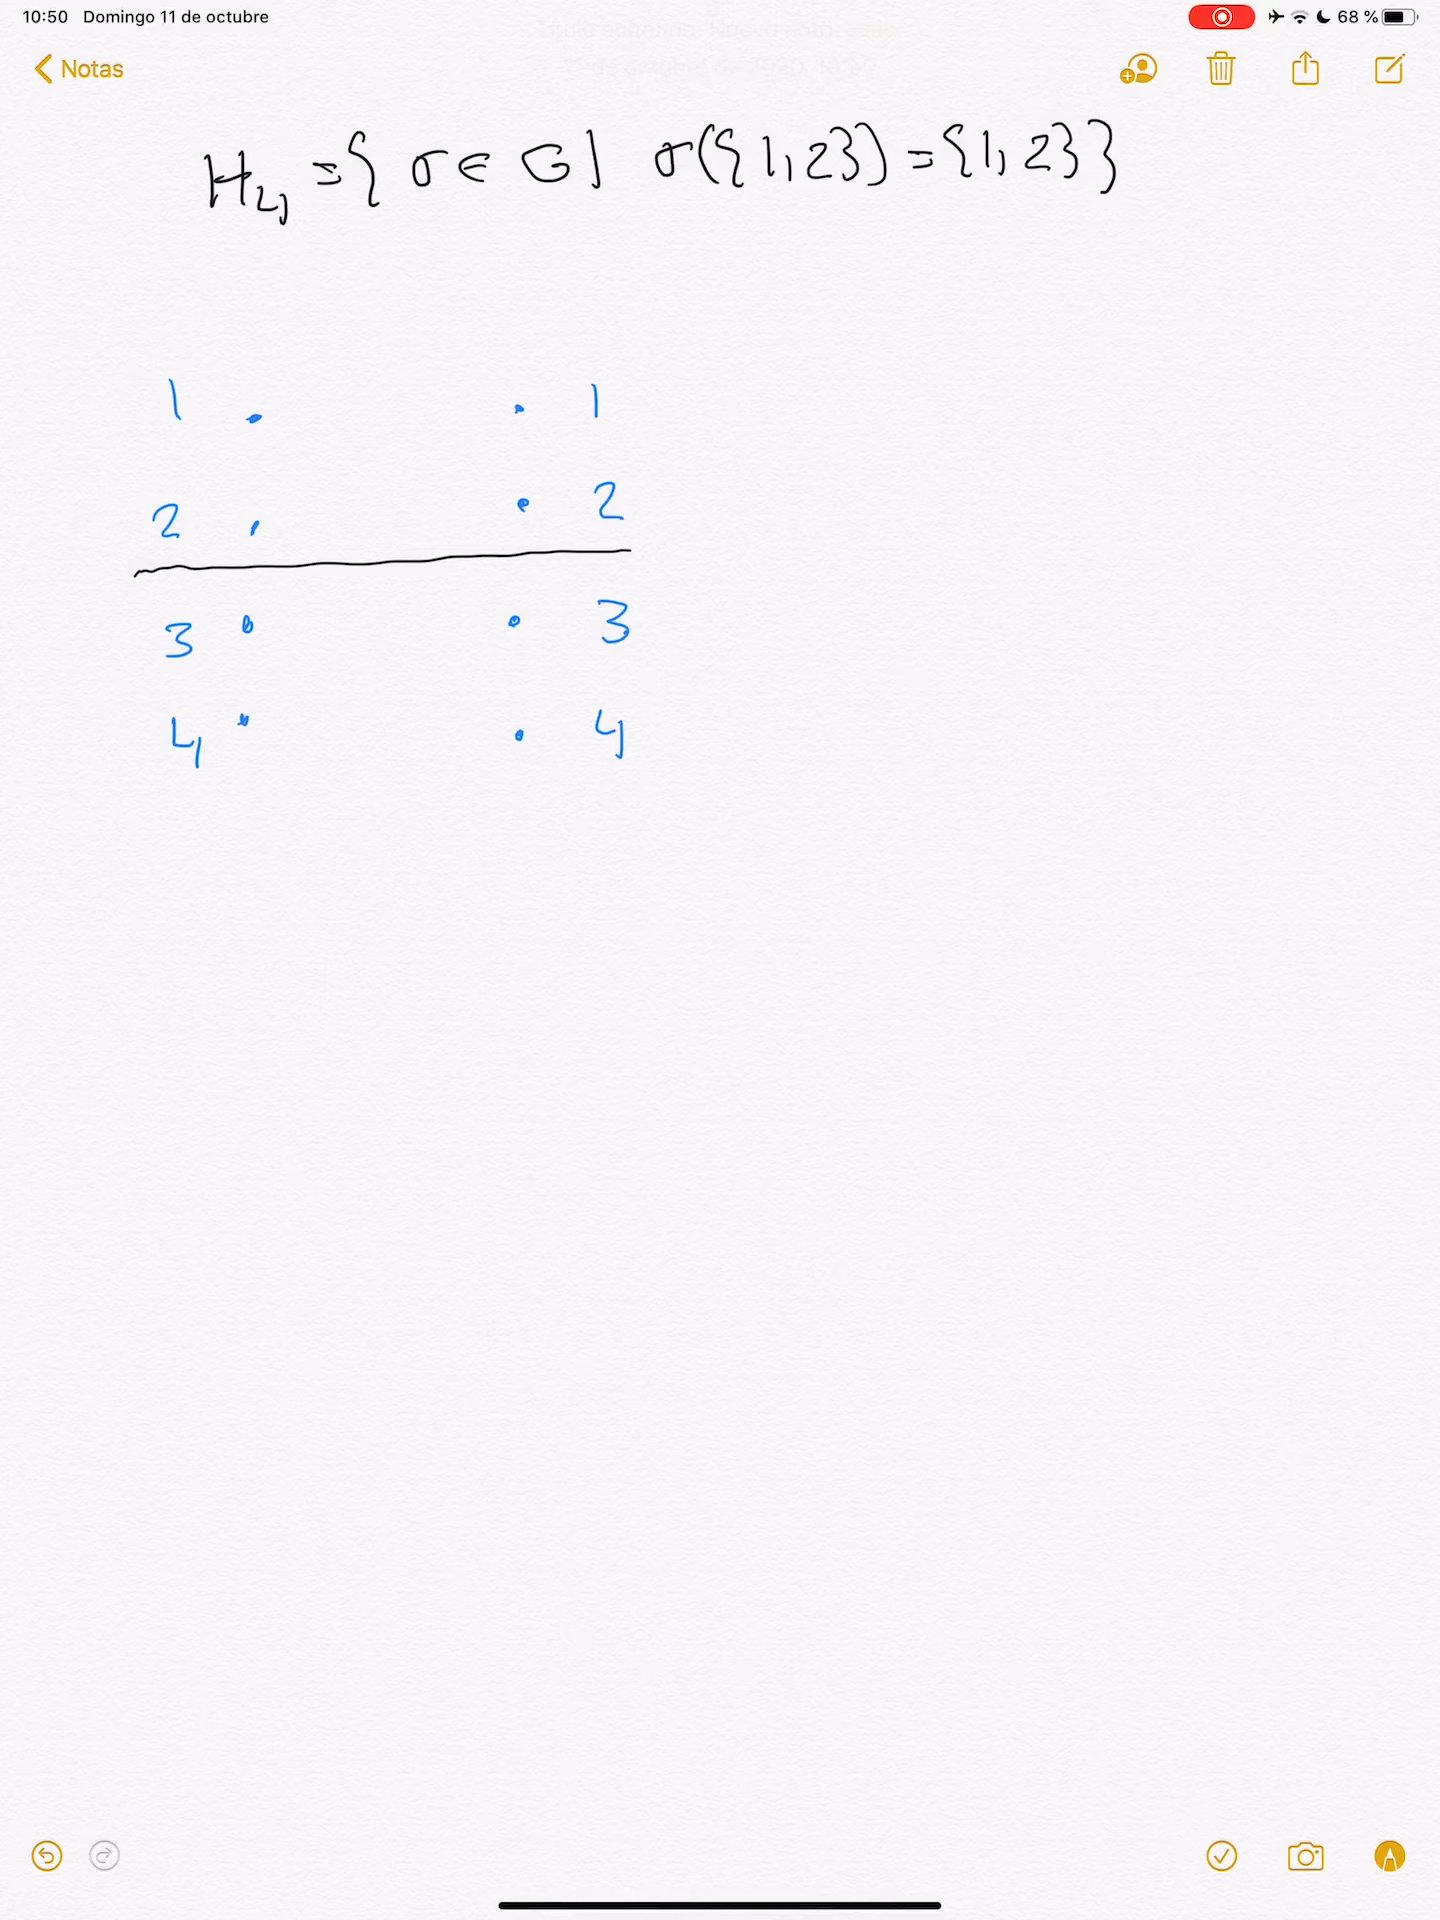 10:50 Domingo 11 de octubre 68 %
Notas
H₄ = { σ ∈ G | σ({1,2}) = {1,2}}
1 . . 1
2 . . 2
3 . . 3
4 . . 4